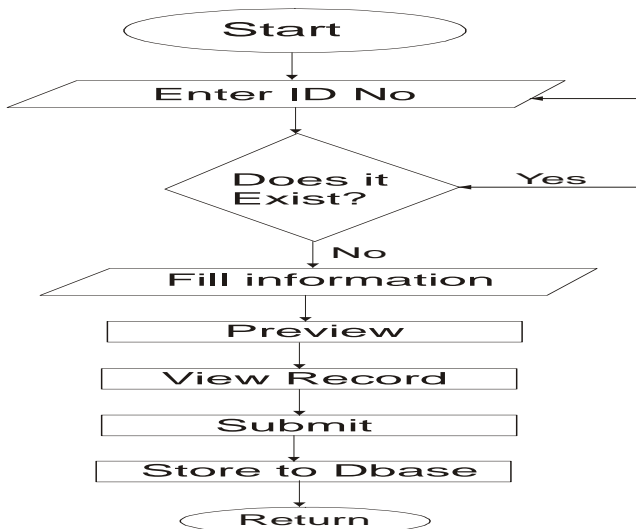 Start
Enter ID No
Does it
Exist?
Yes
No
Fill information
Preview
View Record
Submit
Store to Dbase
Return